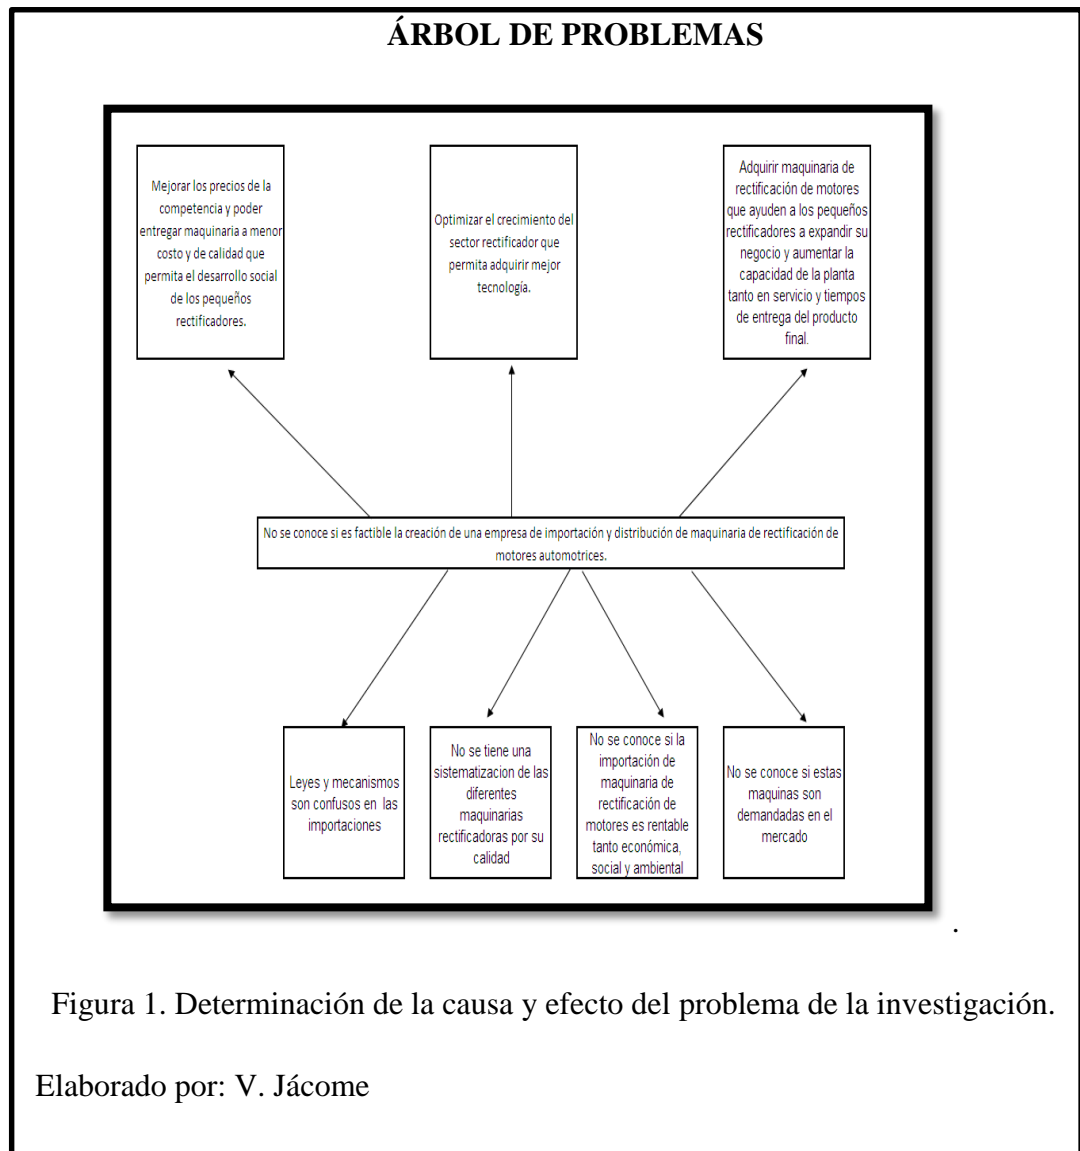 ÁRBOL DE PROBLEMAS
Mejorar los precios de la
competencia y poder
entregar maquinaria a menor
costo y de calidad que
permita el desarrollo social
de los pequeños
rectificadores.
Optimizar el crecimiento del
sector rectificador que
permita adquirir mejor
tecnología.
Adquirir maquinaria de
rectificación de motores
que ayuden a los pequeños
rectificadores a expandir su
negocio y aumentar la
capacidad de la planta
tanto en servicio y tiempos
de entrega del producto
final.
No se conoce si es factible la creación de una empresa de importación y distribución de maquinaria de rectificación de
motores automotrices.
Leyes y mecanismos
son confusos en las
importaciones
No se tiene una
sistematizacion de las
diferentes
maquinarias
rectificadoras por su
calidad
No se conoce si la
importación de
maquinaria de
rectificación de
motores es rentable
tanto económica,
social y ambiental
No se conoce si estas
maquinas son
demandadas en el
mercado
.
Figura 1. Determinación de la causa y efecto del problema de la investigación.
Elaborado por: V. Jácome